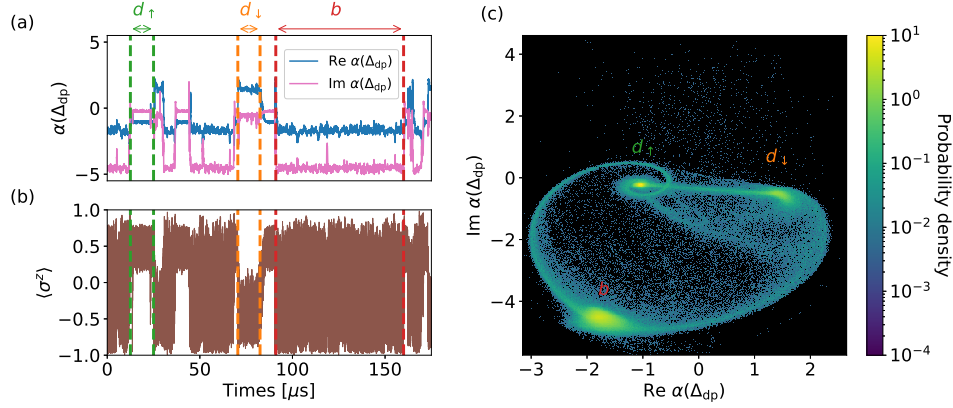 (a)
d↑
d↓
b
5
0
−5
α(Δdp)
Re α(Δdp)
Im α(Δdp)
(b)
1.0
0.5
0.0
−0.5
−1.0
⟨σᶻ⟩
0
50
100
150
Times [μs]
(c)
4
2
0
−2
−4
Im α(Δdp)
d↑
d↓
b
−3
−2
−1
0
1
2
Re α(Δdp)
10¹
10⁰
10⁻¹
10⁻²
10⁻³
10⁻⁴
Probability density